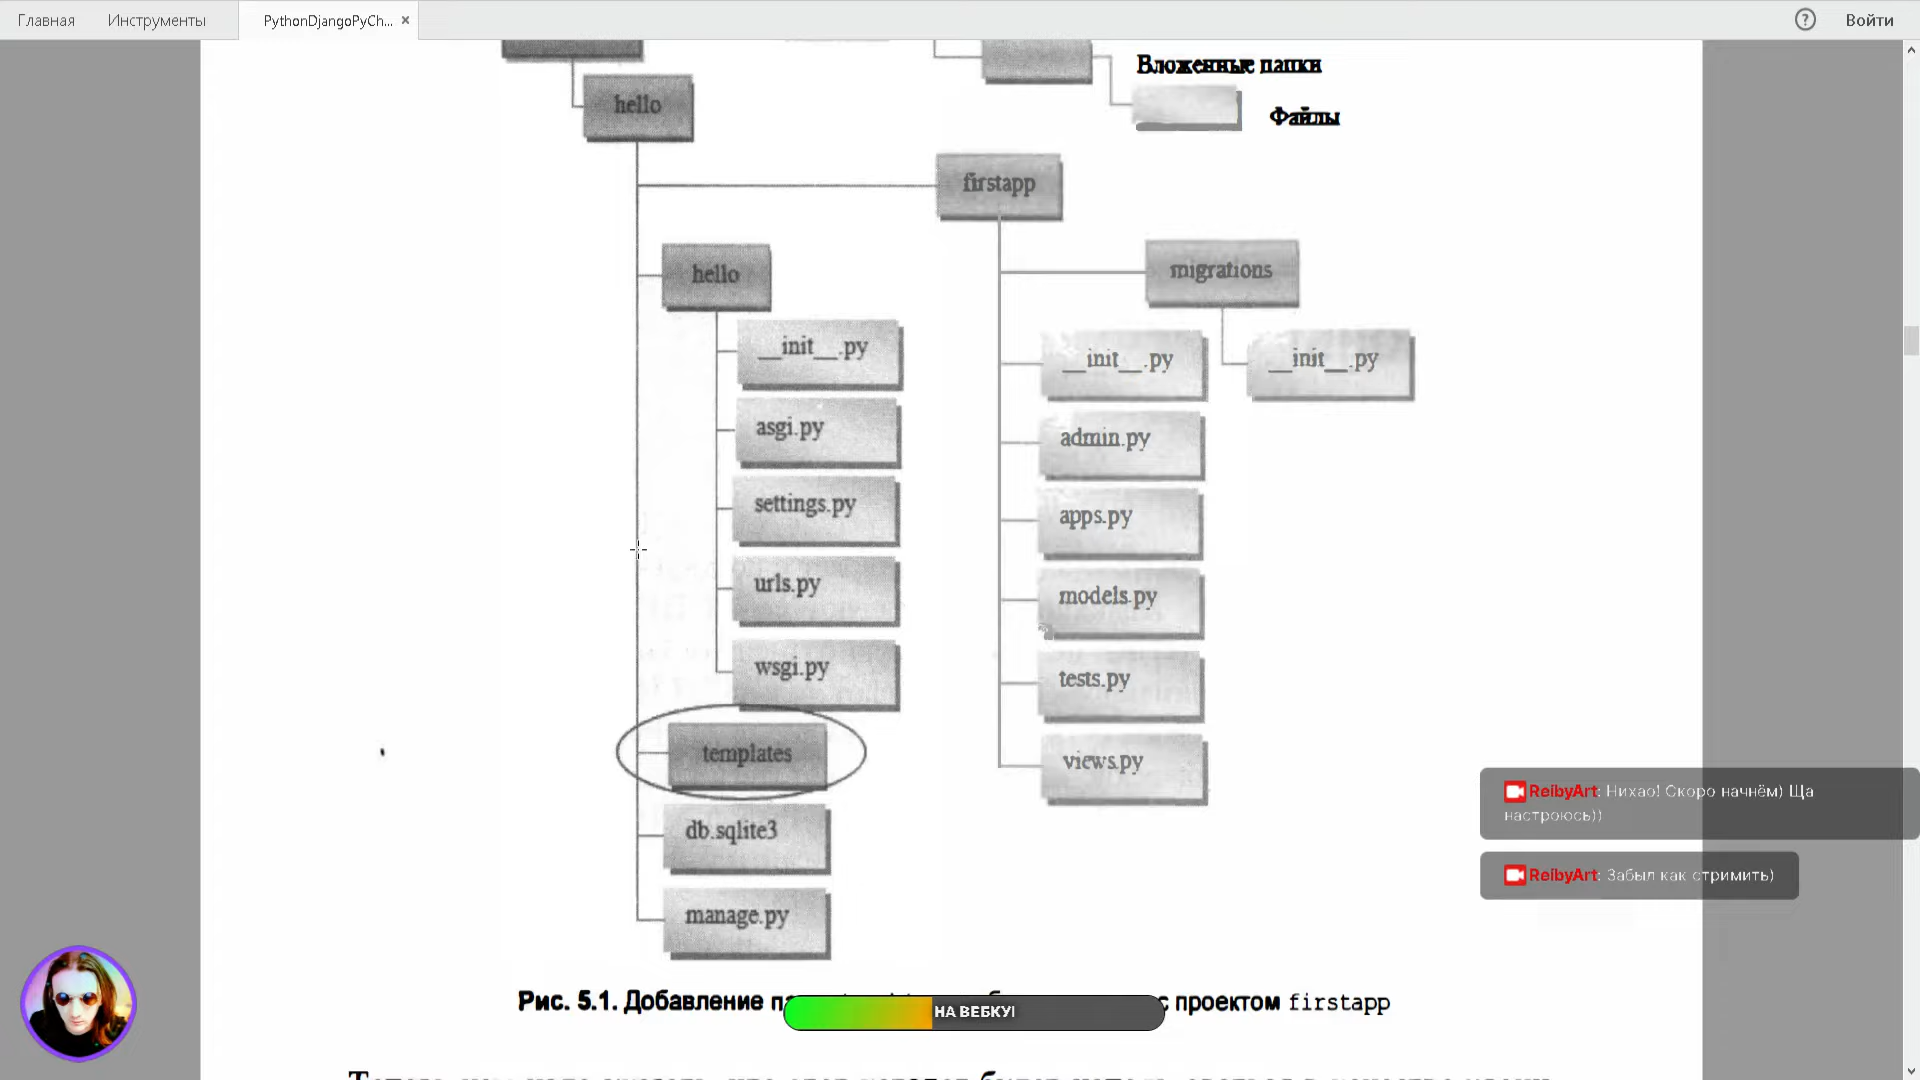 Главная Инструменты PythonDjangoPyCh... × ? Войти
Вложенные папки
hello
Файлы
firstapp
hello
migrations
__init__.py
__init__.py
__init__.py
asgi.py
admin.py
settings.py
apps.py
urls.py
models.py
wsgi.py
tests.py
templates
views.py
ReibyArt: Нихао! Скоро начнём) Ща
настроюсь))
db.sqlite3
ReibyArt: Забыл как стримить)
manage.py
Рис. 5.1. Добавление с проектом firstapp
НА ВЕБКУ!